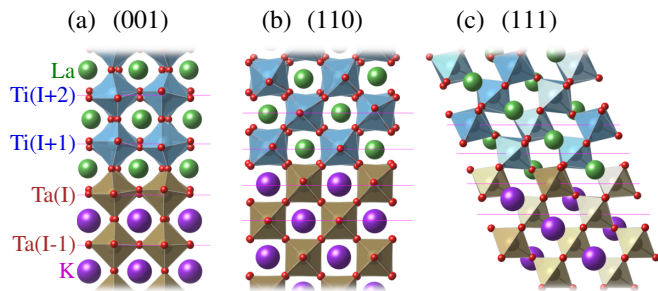 (a) (001)
(b) (110)
(c) (111)
La
Ti(I+2)
Ti(I+1)
Ta(I)
Ta(I-1)
K